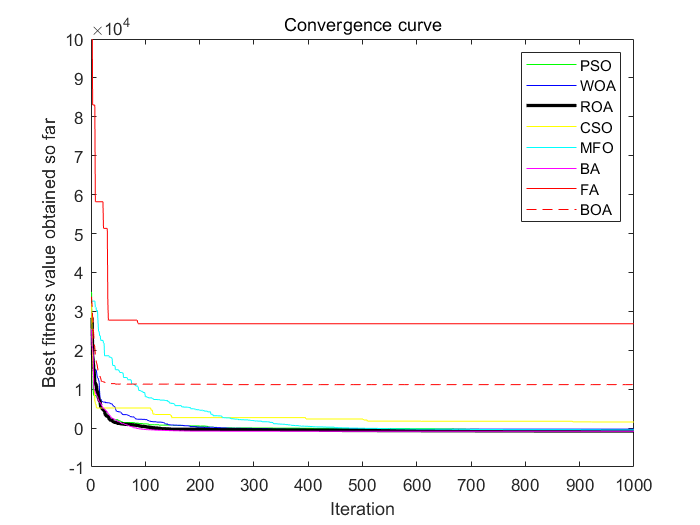 Convergence curve
×10⁴
10
9
8
7
6
5
4
3
2
1
0
-1
Best fitness value obtained so far
0 100 200 300 400 500 600 700 800 900 1000
Iteration
PSO
WOA
ROA
CSO
MFO
BA
FA
BOA